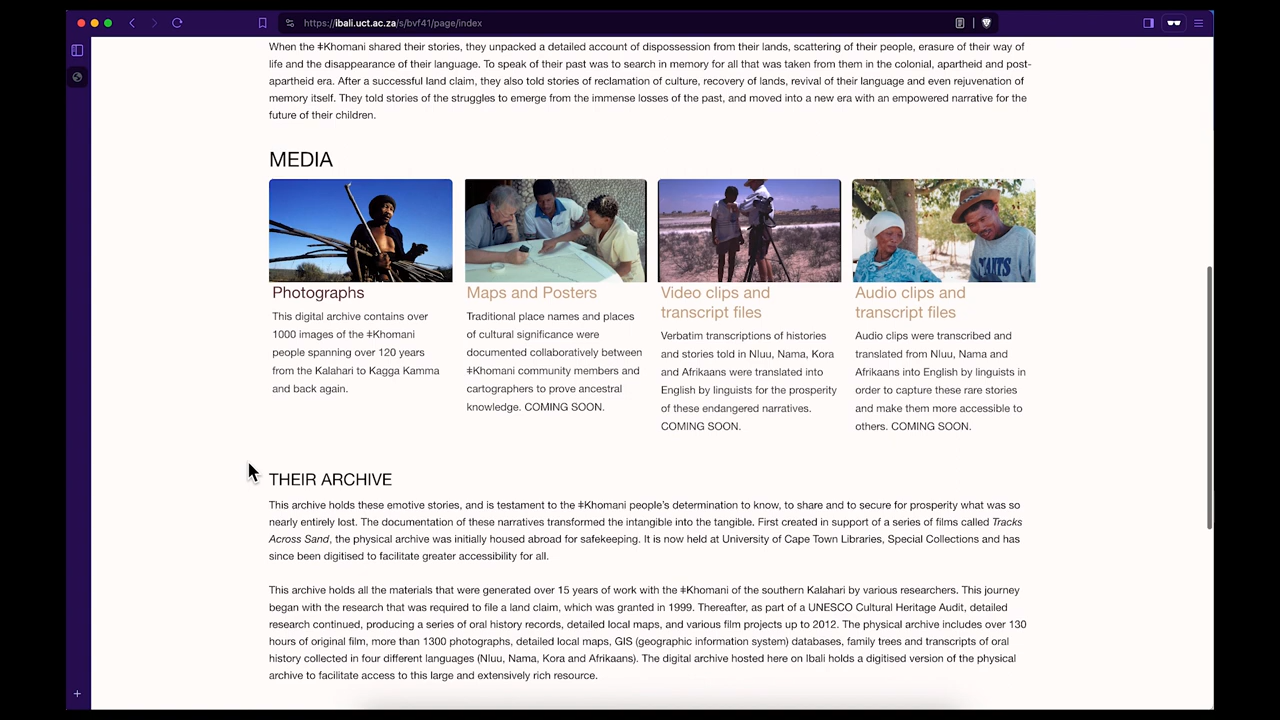 https://ibali.uct.ac.za/s/bvf41/page/index
When the ǂKhomani shared their stories, they unpacked a detailed account of dispossession from their lands, scattering of their people, erasure of their way of
life and the disappearance of their language. To speak of their past was to search in memory for all that was taken from them in the colonial, apartheid and post-
apartheid era. After a successful land claim, they also told stories of reclamation of culture, recovery of lands, revival of their language and even rejuvenation of
memory itself. They told stories of the struggles to emerge from the immense losses of the past, and moved into a new era with an empowered narrative for the
future of their children.
MEDIA
Photographs
This digital archive contains over
1000 images of the ǂKhomani
people spanning over 120 years
from the Kalahari to Kagga Kamma
and back again.
Maps and Posters
Traditional place names and places
of cultural significance were
documented collaboratively between
ǂKhomani community members and
cartographers to prove ancestral
knowledge. COMING SOON.
Video clips and
transcript files
Verbatim transcriptions of histories
and stories told in Nluu, Nama, Kora
and Afrikaans were translated into
English by linguists for the prosperity
of these endangered narratives.
COMING SOON.
Audio clips and
transcript files
Audio clips were transcribed and
translated from Nluu, Nama and
Afrikaans into English by linguists in
order to capture these rare stories
and make them more accessible to
others. COMING SOON.
THEIR ARCHIVE
This archive holds these emotive stories, and is testament to the ǂKhomani people's determination to know, to share and to secure for prosperity what was so
nearly entirely lost. The documentation of these narratives transformed the intangible into the tangible. First created in support of a series of films called Tracks
Across Sand, the physical archive was initially housed abroad for safekeeping. It is now held at University of Cape Town Libraries, Special Collections and has
since been digitised to facilitate greater accessibility for all.
This archive holds all the materials that were generated over 15 years of work with the ǂKhomani of the southern Kalahari by various researchers. This journey
began with the research that was required to file a land claim, which was granted in 1999. Thereafter, as part of a UNESCO Cultural Heritage Audit, detailed
research continued, producing a series of oral history records, detailed local maps, and various film projects up to 2012. The physical archive includes over 130
hours of original film, more than 1300 photographs, detailed local maps, GIS (geographic information system) databases, family trees and transcripts of oral
history collected in four different languages (Nluu, Nama, Kora and Afrikaans). The digital archive hosted here on Ibali holds a digitised version of the physical
archive to facilitate access to this large and extensively rich resource.